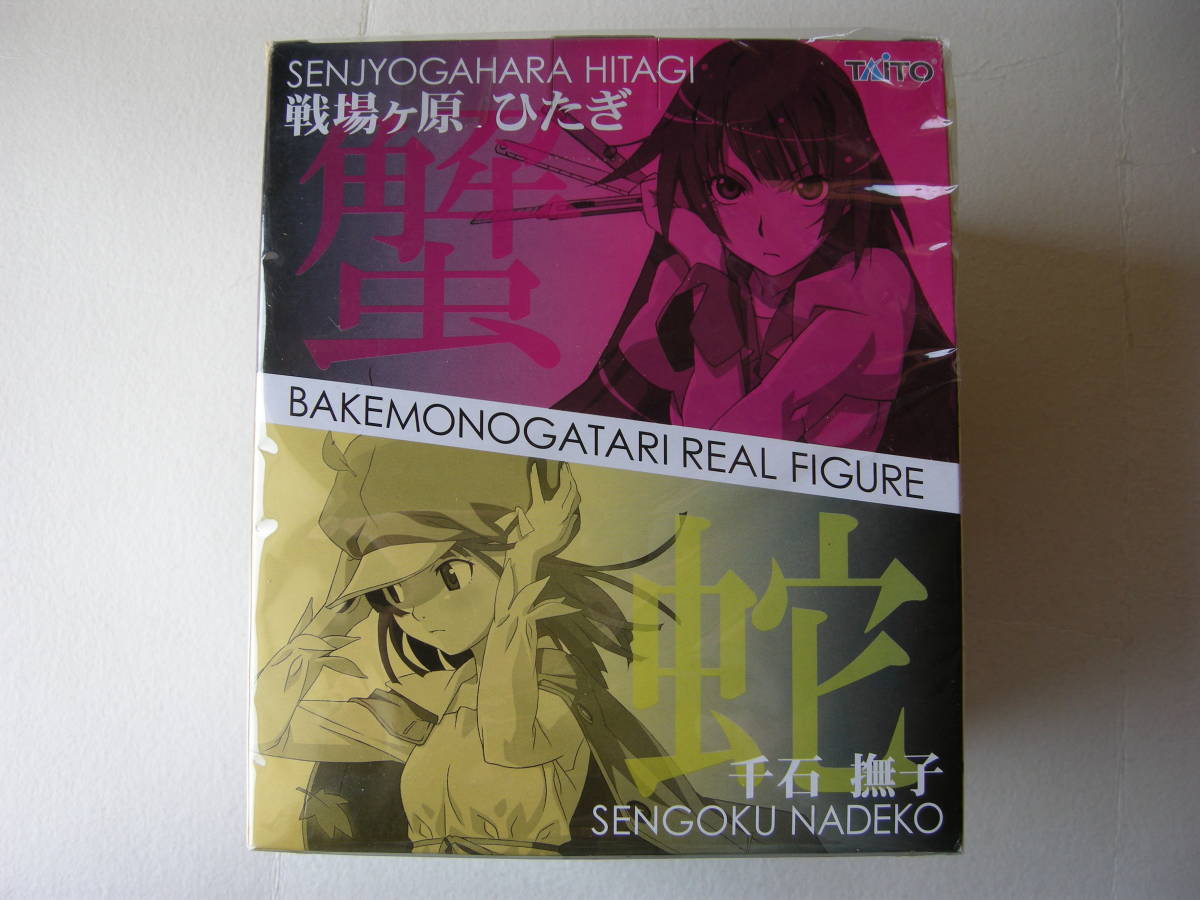 SENJYOGAHARA HITAGI
TAITO
戦場ヶ原 ひたぎ
蟹
BAKEMONOGATARI REAL FIGURE
蛇
千石 撫子
SENGOKU NADEKO